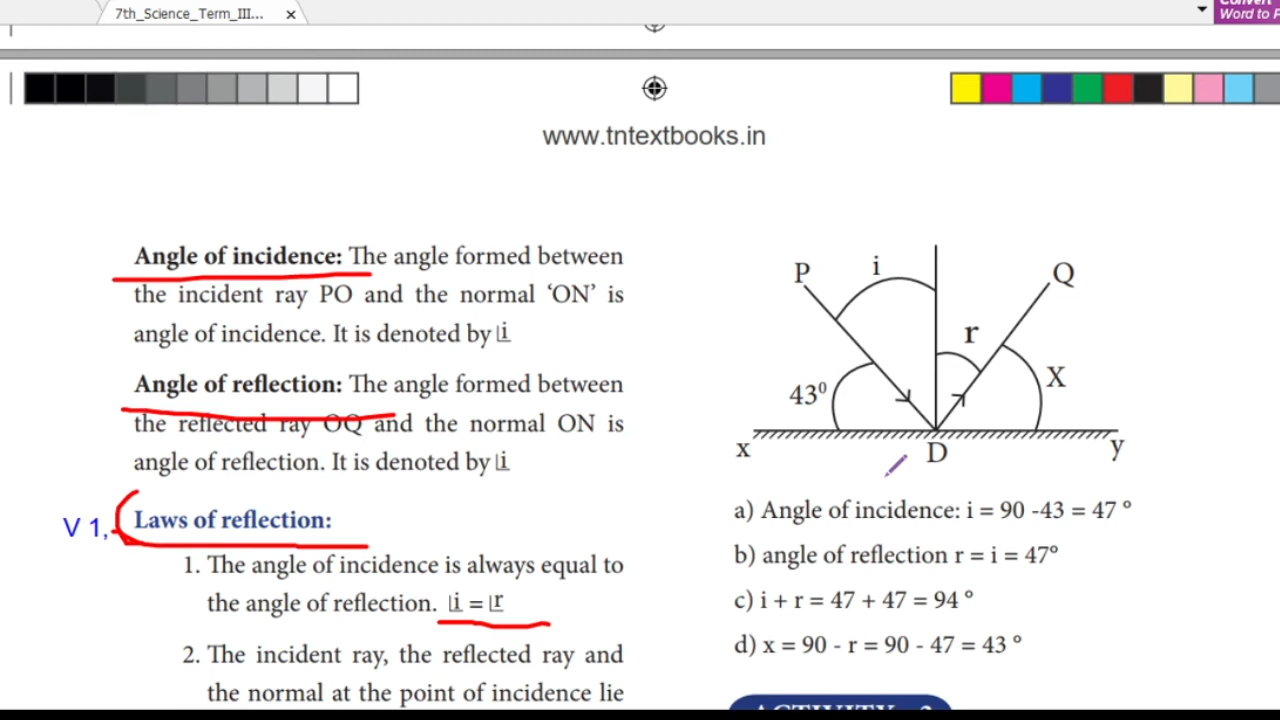 7th_Science_Term_III...
Convert
Word to P
www.tntextbooks.in
Angle of incidence: The angle formed between
the incident ray PO and the normal ‘ON’ is
angle of incidence. It is denoted by ⌊i
Angle of reflection: The angle formed between
the reflected ray OQ and the normal ON is
angle of reflection. It is denoted by ⌊i
V 1,
Laws of reflection:
1. The angle of incidence is always equal to
the angle of reflection. ⌊i = ⌊r
2. The incident ray, the reflected ray and
the normal at the point of incidence lie
P
i
Q
r
43⁰
X
x
D
y
a) Angle of incidence: i = 90 -43 = 47 °
b) angle of reflection r = i = 47°
c) i + r = 47 + 47 = 94 °
d) x = 90 - r = 90 - 47 = 43 °